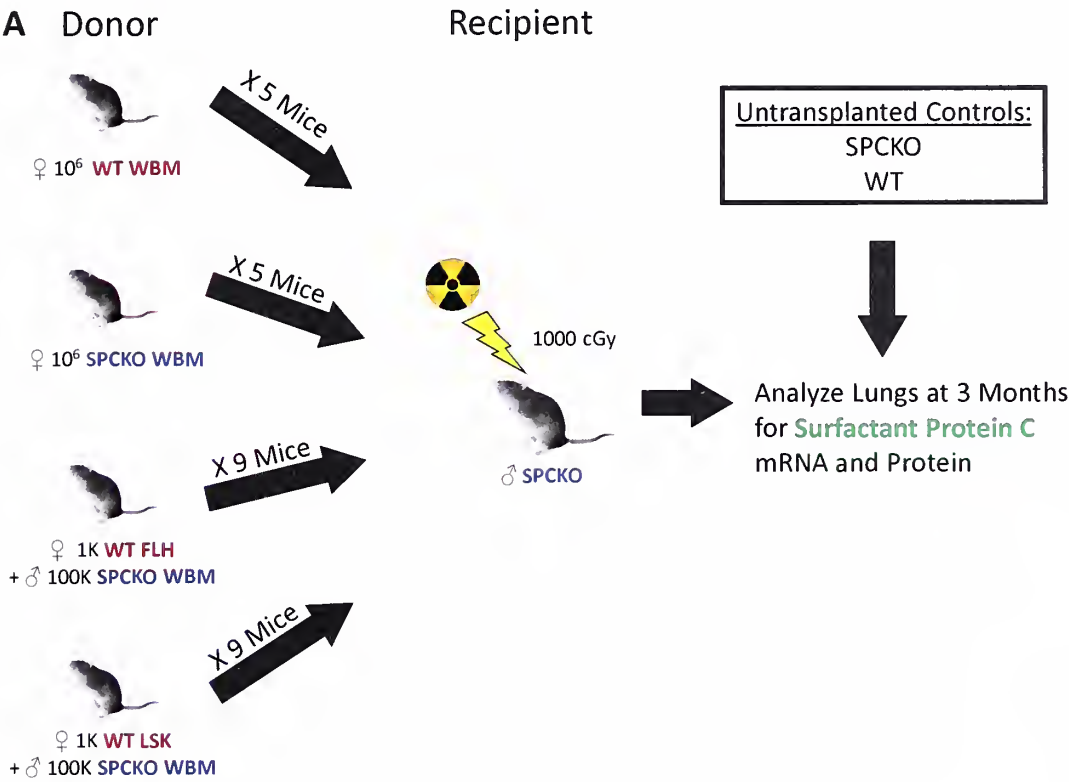 A Donor
Recipient
X 5 Mice
♀ 10⁶ WT WBM
X 5 Mice
♀ 10⁶ SPCKO WBM
X 9 Mice
♀ 1K WT FLH
+ ♂ 100K SPCKO WBM
X 9 Mice
♀ 1K WT LSK
+ ♂ 100K SPCKO WBM
1000 cGy
♂ SPCKO
Untransplanted Controls:
SPCKO
WT
Analyze Lungs at 3 Months
for Surfactant Protein C
mRNA and Protein